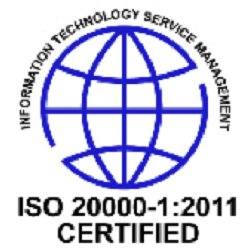 INFORMATION TECHNOLOGY SERVICE MANAGEMENT
ISO 20000-1:2011
CERTIFIED